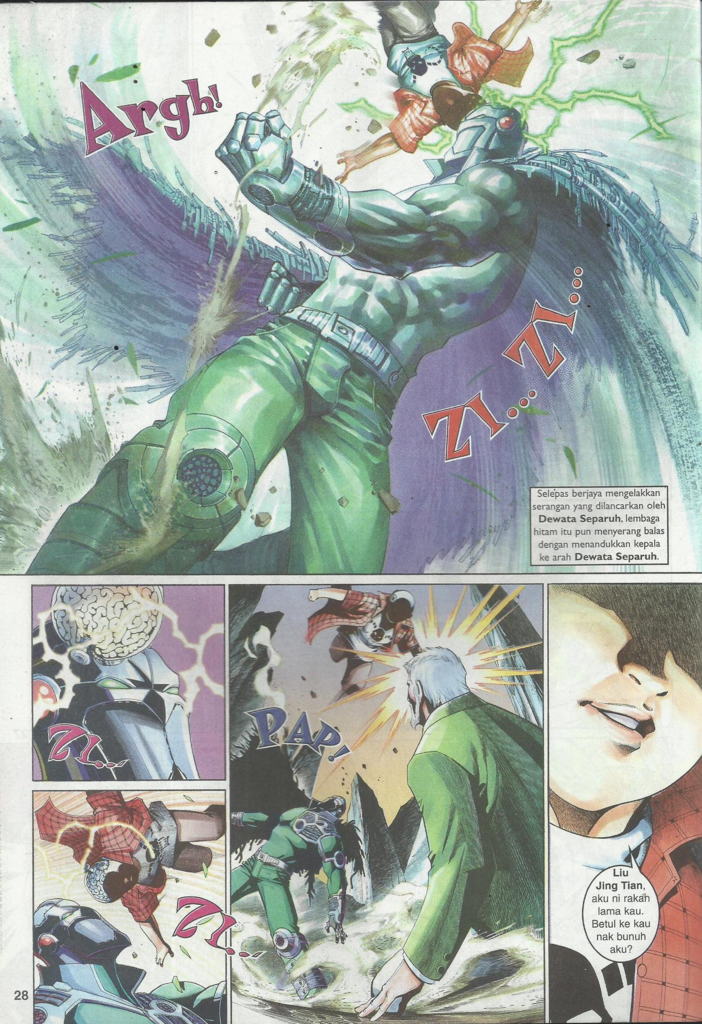 Argh!
ZI...ZI...
Selepas berjaya mengelakkan
serangan yang dilancarkan oleh
Dewata Separuh, lembaga
hitam itu pun menyerang balas
dengan menandukkan kepala
ke arah Dewata Separuh.
ZI...
PAP!
ZI...
Liu
Jing Tian,
aku ni rakan
lama kau.
Betul ke kau
nak bunuh
aku?
28